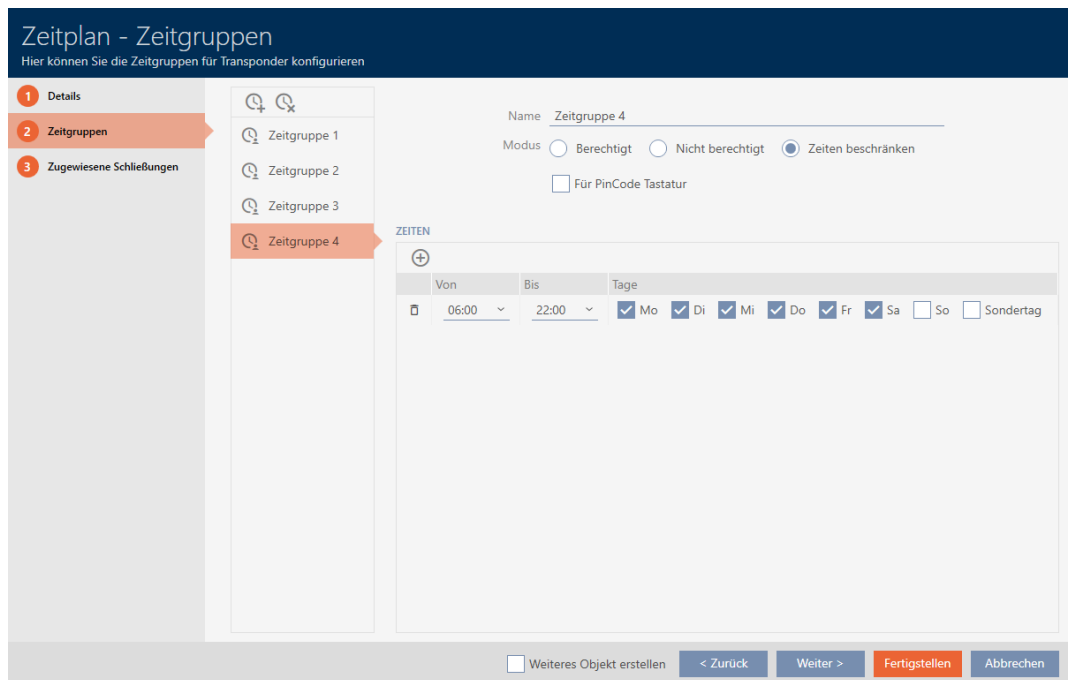 Zeitplan - Zeitgruppen
Hier können Sie die Zeitgruppen für Transponder konfigurieren
1 Details
2 Zeitgruppen
3 Zugewiesene Schließungen
Zeitgruppe 1
Zeitgruppe 2
Zeitgruppe 3
Zeitgruppe 4
Name Zeitgruppe 4
Modus Berechtigt Nicht berechtigt Zeiten beschränken
Für PinCode Tastatur
ZEITEN
Von Bis Tage
06:00 22:00 Mo Di Mi Do Fr Sa So Sondertag
Weiteres Objekt erstellen < Zurück Weiter > Fertigstellen Abbrechen